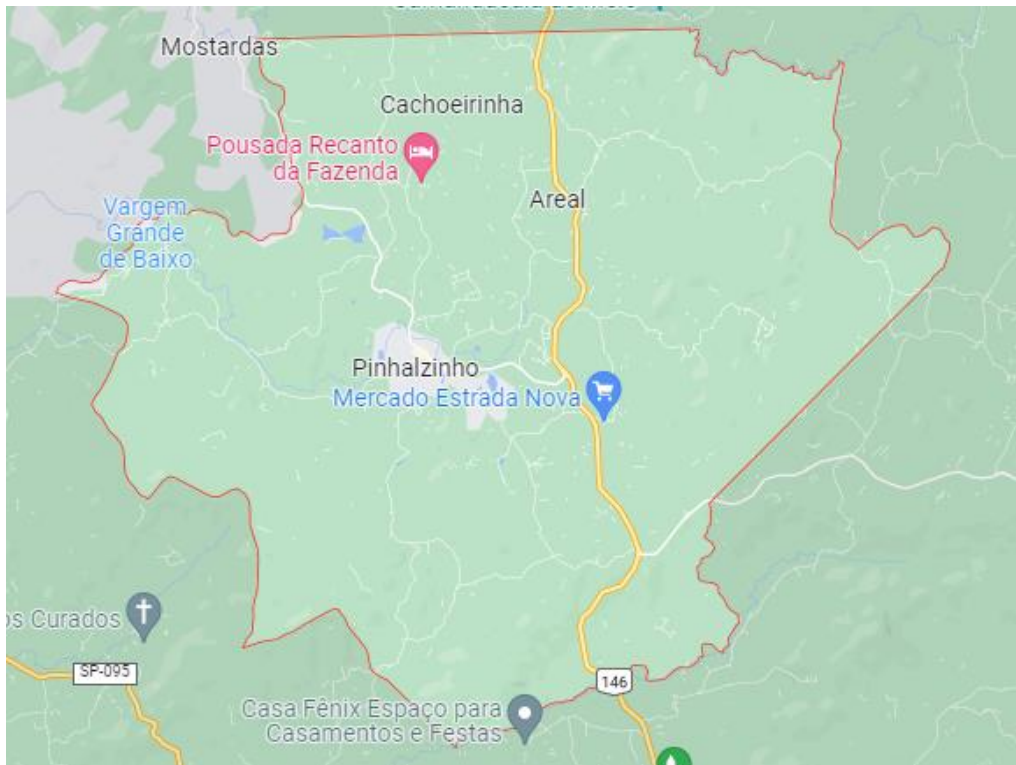 Mostardas
Cachoeirinha
Pousada Recanto
da Fazenda
Areal
Vargem
Grande
de Baixo
Pinhalzinho
Mercado Estrada Nova
os Curados
SP-095
146
Casa Fênix Espaço para
Casamentos e Festas